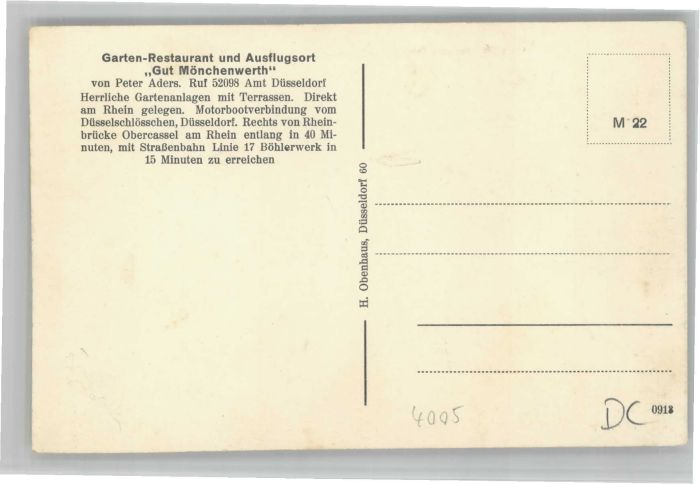 Garten-Restaurant und Ausflugsort
„Gut Mönchenwerth“
von Peter Aders. Ruf 52098 Amt Düsseldorf
Herrliche Gartenanlagen mit Terrassen. Direkt
am Rhein gelegen. Motorbootverbindung vom
Düsselschlösschen, Düsseldorf. Rechts von Rhein-
brücke Obercassel am Rhein entlang in 40 Mi-
nuten, mit Straßenbahn Linie 17 Böhlerwerk in
15 Minuten zu erreichen
H. Obenhaus, Düsseldorf 60
M 22
4005
DC